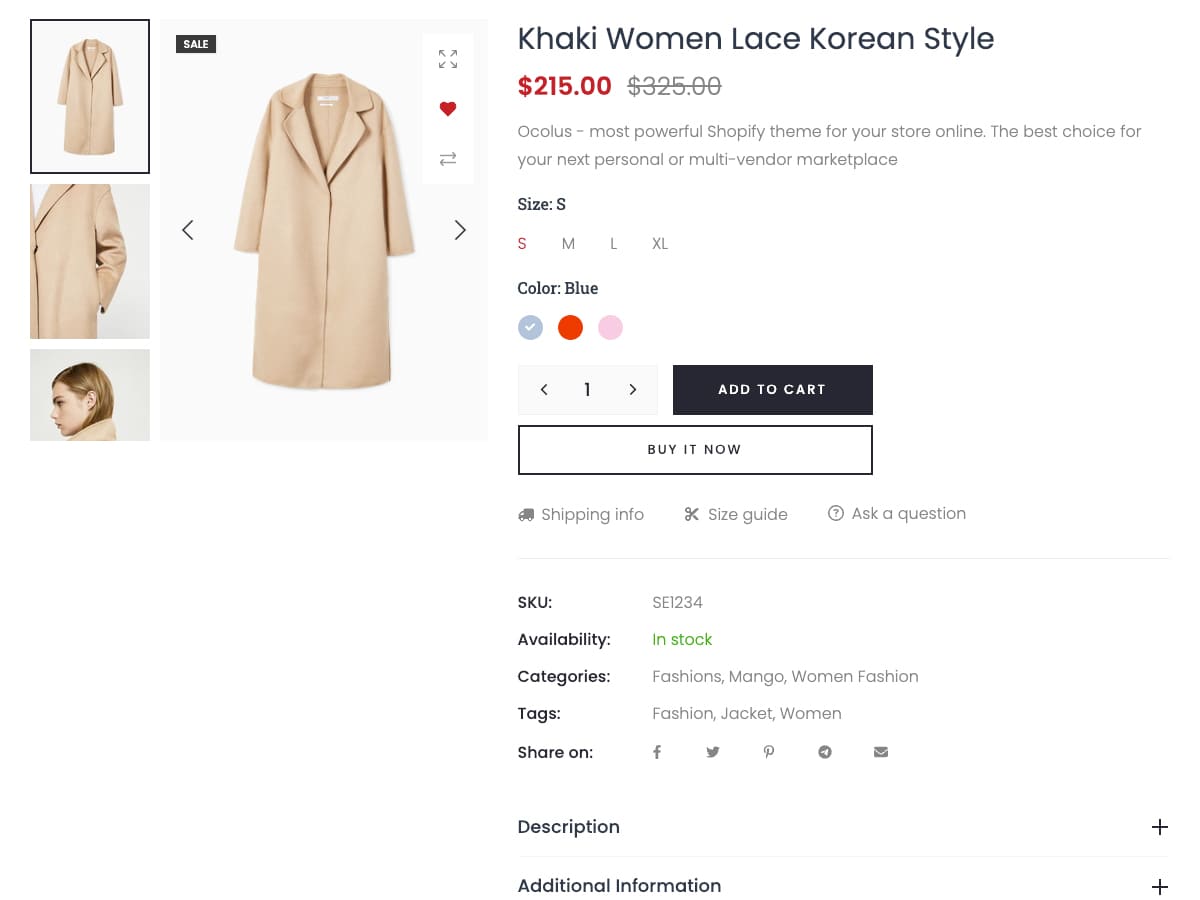 SALE
Khaki Women Lace Korean Style
$215.00 $325.00
Ocolus - most powerful Shopify theme for your store online. The best choice for
your next personal or multi-vendor marketplace
Size: S
S M L XL
Color: Blue
1 ADD TO CART
BUY IT NOW
Shipping info Size guide Ask a question
SKU: SE1234
Availability: In stock
Categories: Fashions, Mango, Women Fashion
Tags: Fashion, Jacket, Women
Share on:
Description
Additional Information